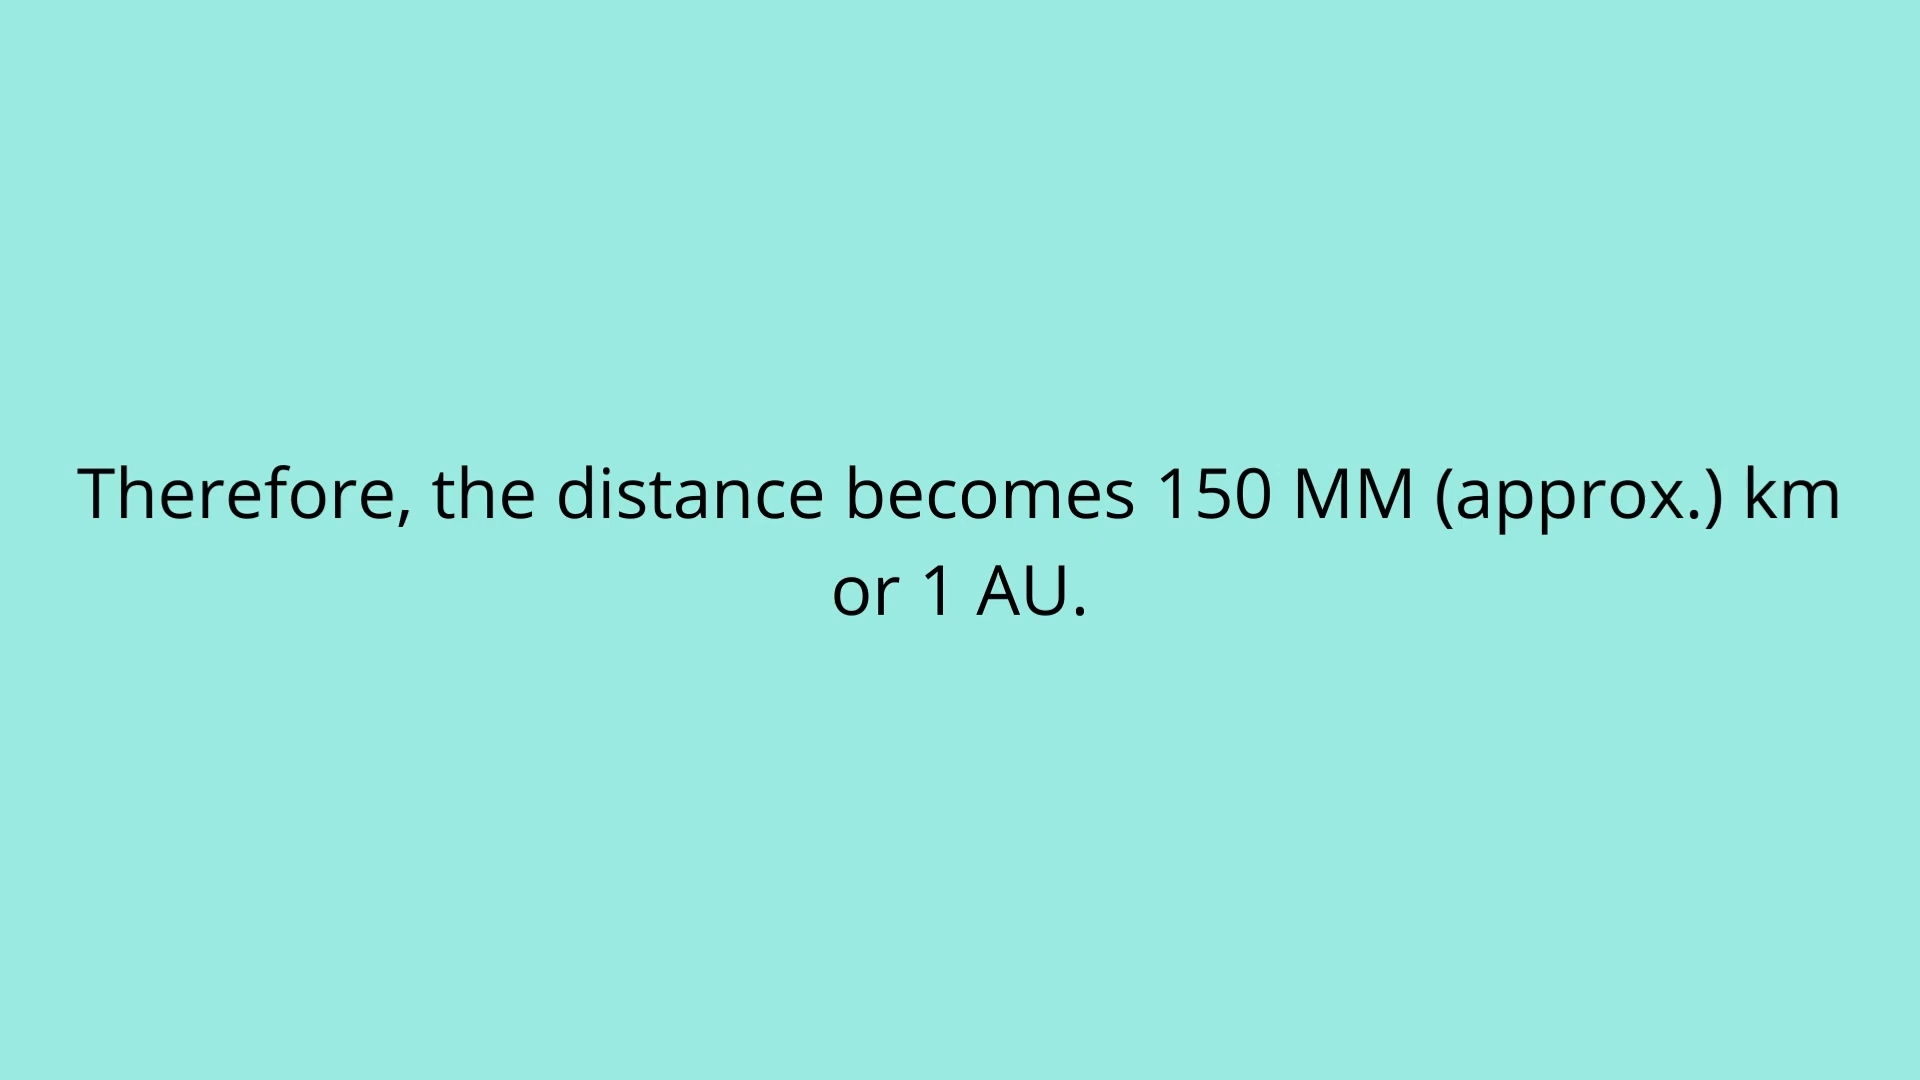 Therefore, the distance becomes 150 MM (approx.) km
or 1 AU.